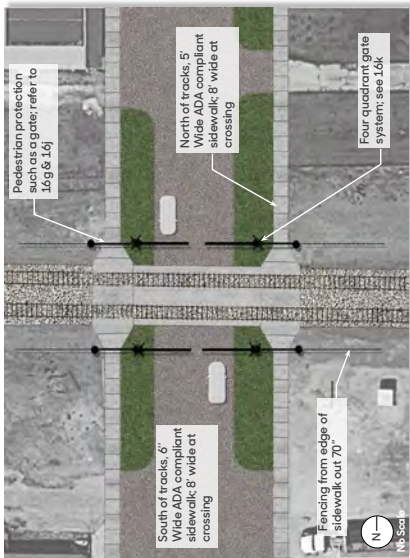 Pedestrian protection
such as a gate; refer to
16g & 16j
North of tracks, 5'
Wide ADA compliant
sidewalk; 8' wide at
crossing
Four quadrant gate
system; see 16k
South of tracks, 6"
Wide ADA compliant
sidewalk; 8' wide at
crossing
Fencing from edge of
sidewalk out 70"
N
No Scale